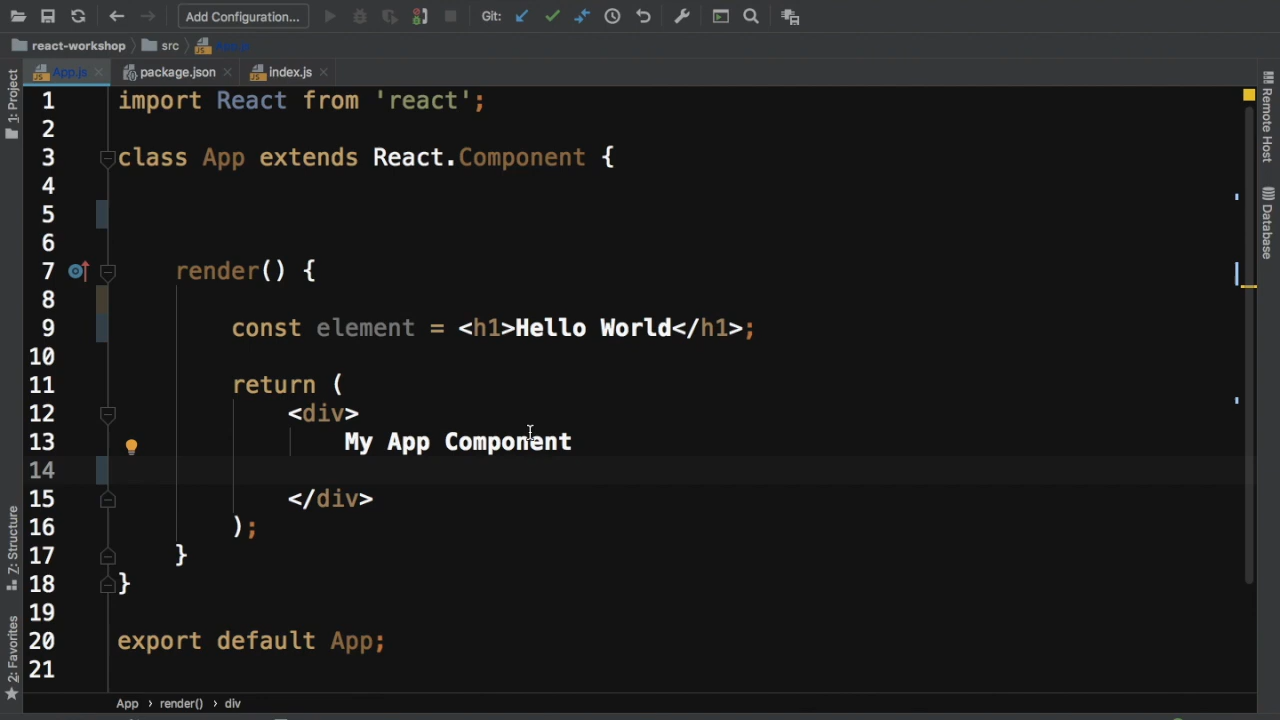 Add Configuration...
Git:
react-workshop
src
App.js
App.js
package.json
index.js
1: Project
Z: Structure
2: Favorites
Remote Host
Database
1 import React from 'react';
2
3 class App extends React.Component {
4
5
6
7 render() {
8
9 const element = <h1>Hello World</h1>;
10
11 return (
12 <div>
13 My App Component
14
15 </div>
16 );
17 }
18 }
19
20 export default App;
21
App › render() › div